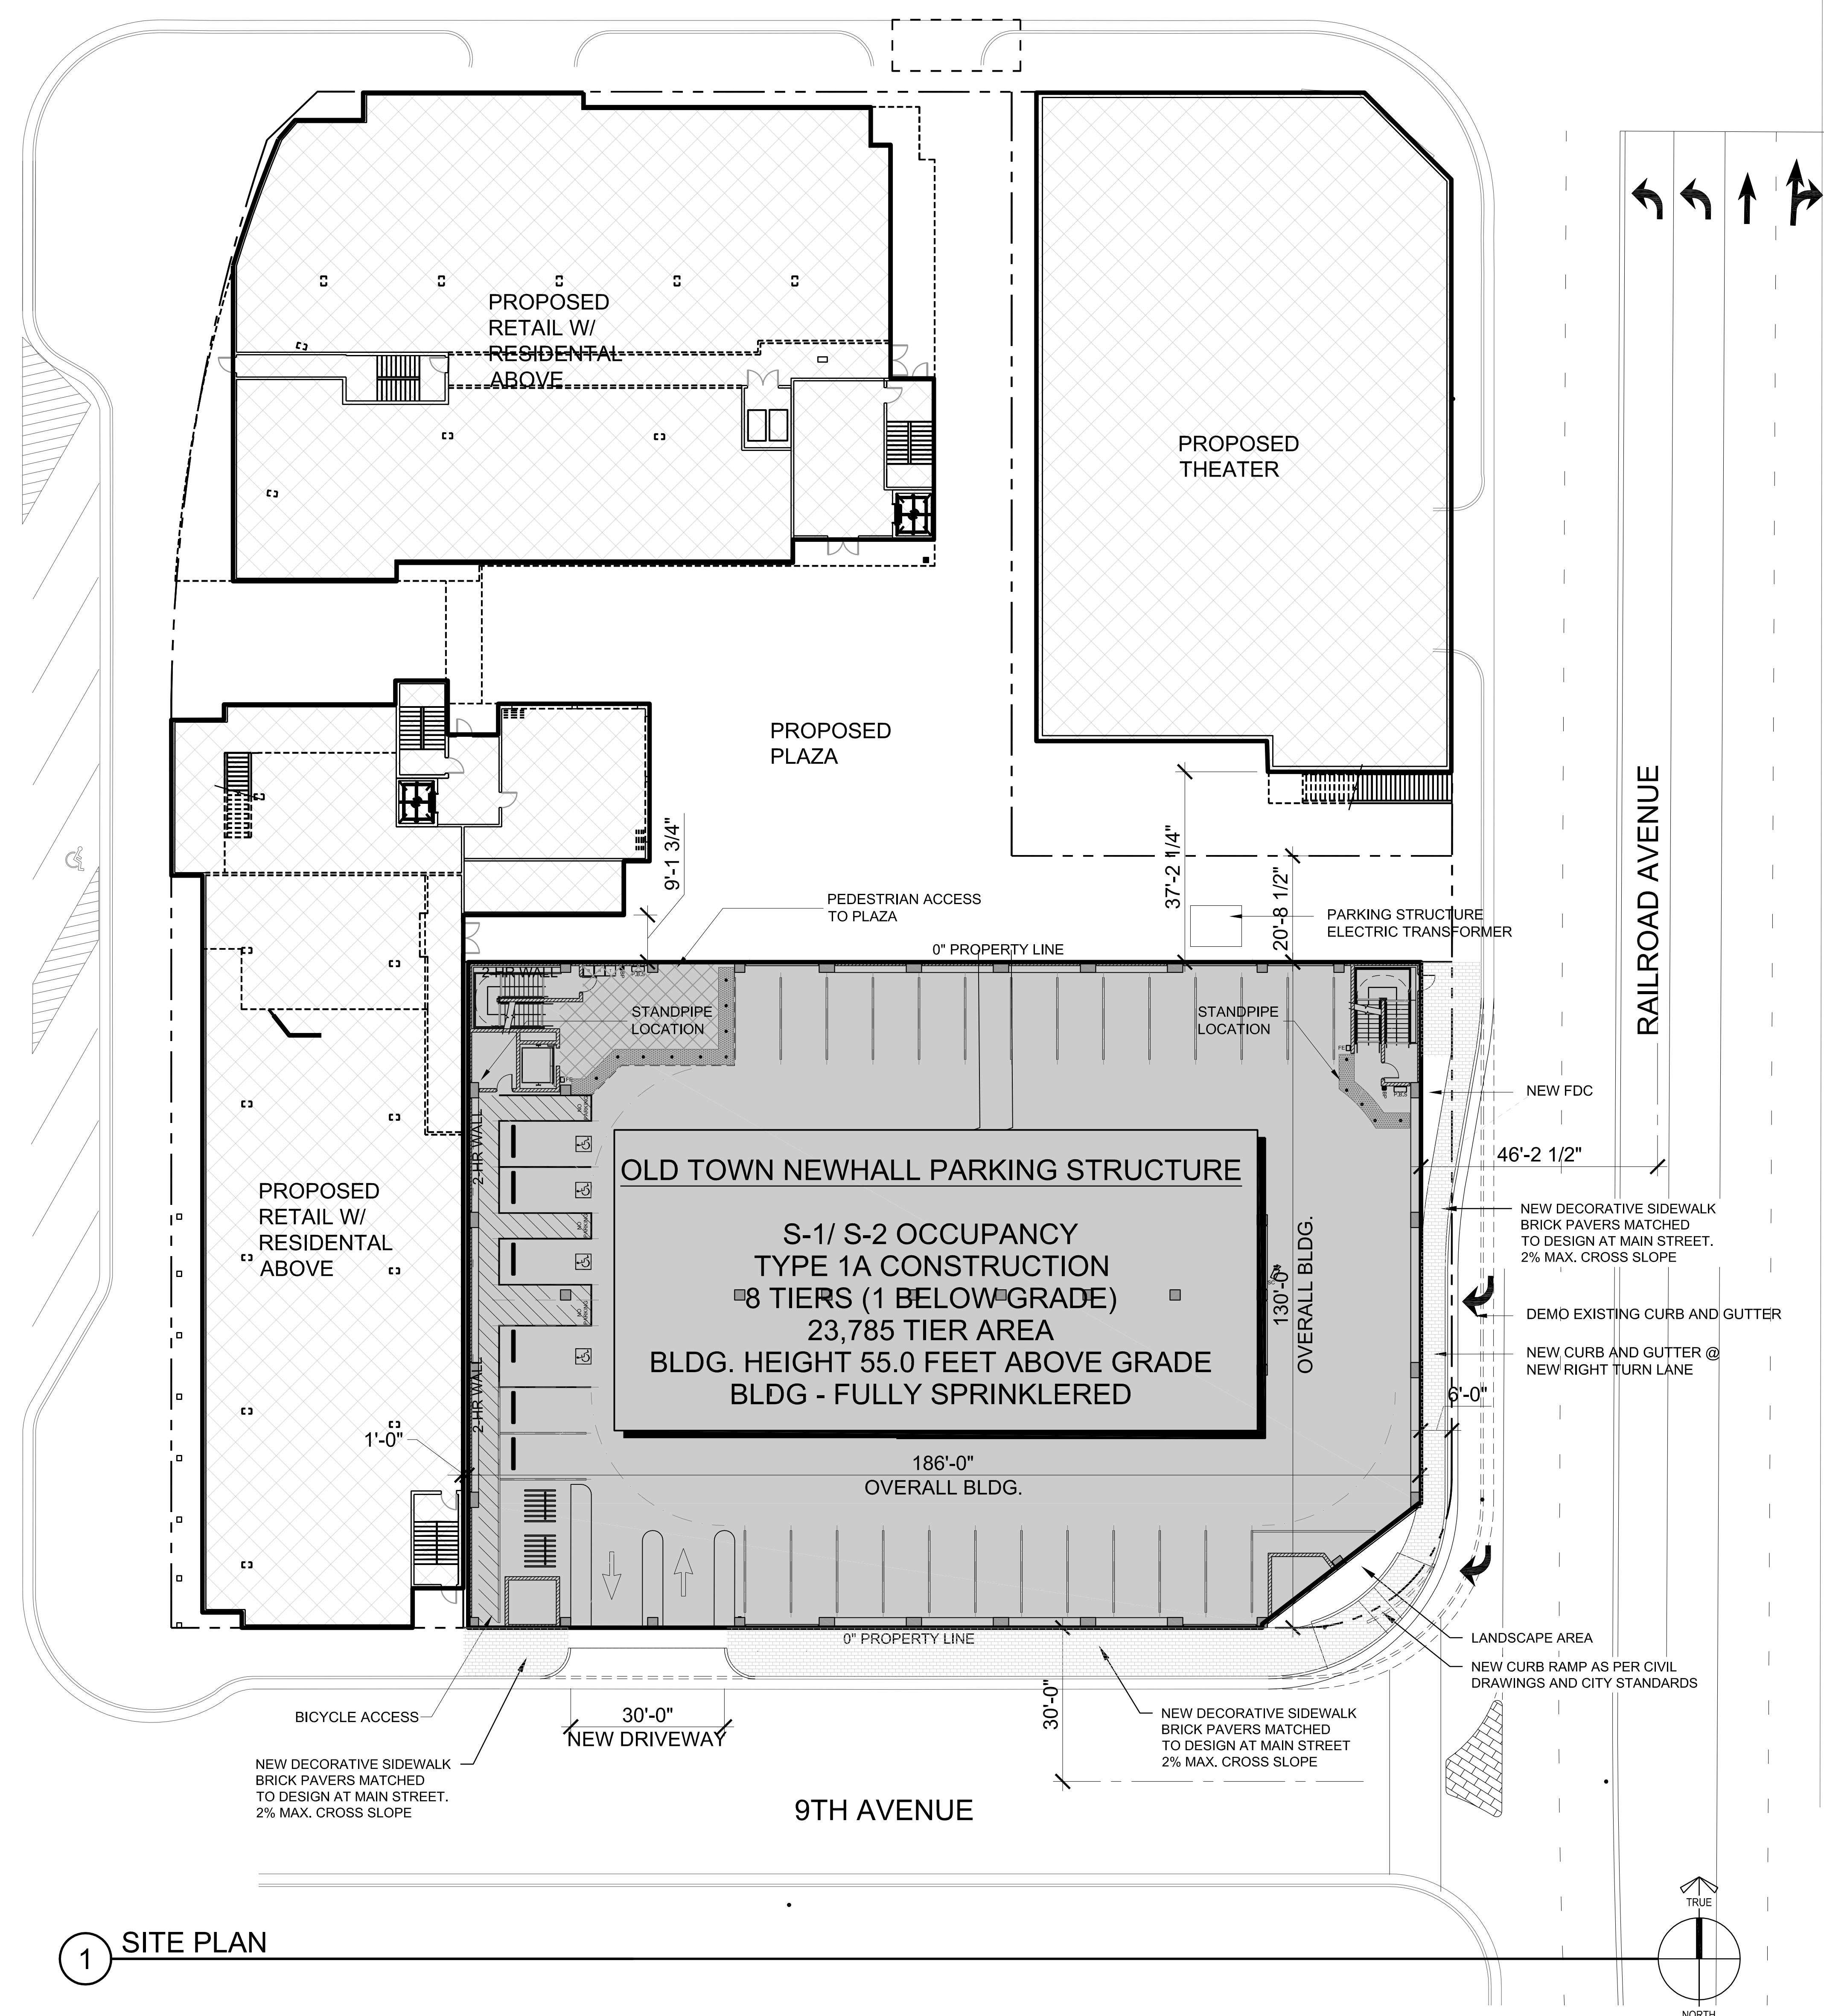 PROPOSED
RETAIL W/
RESIDENTAL
ABOVE
PROPOSED
THEATER
PROPOSED
PLAZA
RAILROAD AVENUE
9'-1 3/4"
37'-2 1/4"
20'-8 1/2"
PEDESTRIAN ACCESS
TO PLAZA
PARKING STRUCTURE
ELECTRIC TRANSFORMER
0" PROPERTY LINE
2-HR WALL
STANDPIPE
LOCATION
STANDPIPE
LOCATION
FE
FE
NEW FDC
NO
PARKING
2-HR WALL
46'-2 1/2"
OLD TOWN NEWHALL PARKING STRUCTURE
S-1/ S-2 OCCUPANCY
TYPE 1A CONSTRUCTION
8 TIERS (1 BELOW GRADE)
23,785 TIER AREA
BLDG. HEIGHT 55.0 FEET ABOVE GRADE
BLDG - FULLY SPRINKLERED
130'-0"
OVERALL BLDG.
PROPOSED
RETAIL W/
RESIDENTAL
ABOVE
NO
PARKING
NO
PARKING
2-HR WALL
NEW DECORATIVE SIDEWALK
BRICK PAVERS MATCHED
TO DESIGN AT MAIN STREET.
2% MAX. CROSS SLOPE
DEMO EXISTING CURB AND GUTTER
NEW CURB AND GUTTER @
NEW RIGHT TURN LANE
6'-0"
1'-0"
186'-0"
OVERALL BLDG.
0" PROPERTY LINE
LANDSCAPE AREA
NEW CURB RAMP AS PER CIVIL
DRAWINGS AND CITY STANDARDS
BICYCLE ACCESS
30'-0"
NEW DRIVEWAY
30'-0"
NEW DECORATIVE SIDEWALK
BRICK PAVERS MATCHED
TO DESIGN AT MAIN STREET
2% MAX. CROSS SLOPE
NEW DECORATIVE SIDEWALK
BRICK PAVERS MATCHED
TO DESIGN AT MAIN STREET.
2% MAX. CROSS SLOPE
9TH AVENUE
1
SITE PLAN
TRUE
NORTH